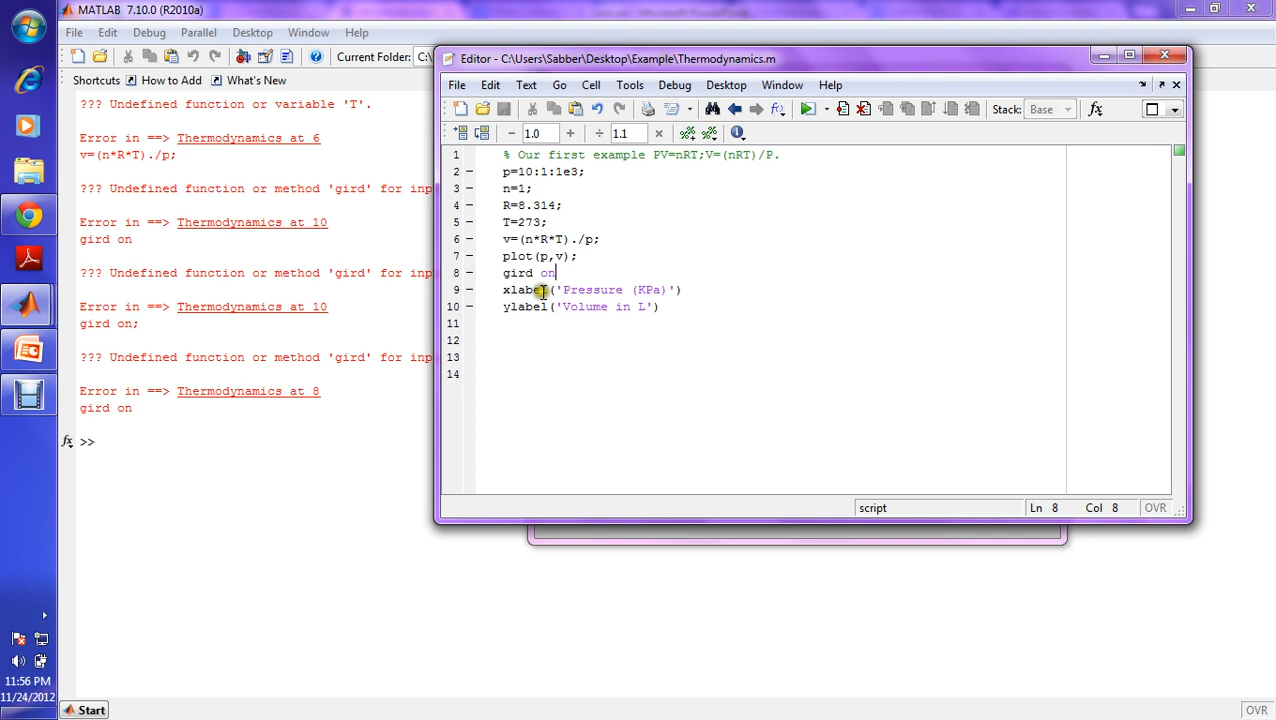 MATLAB 7.10.0 (R2010a)
File Edit Debug Parallel Desktop Window Help
Current Folder: C:\
Shortcuts How to Add What's New
??? Undefined function or variable 'T'.
Error in ==> Thermodynamics at 6
v=(n*R*T)./p;
??? Undefined function or method 'gird' for inp
Error in ==> Thermodynamics at 10
gird on
??? Undefined function or method 'gird' for inp
Error in ==> Thermodynamics at 10
gird on;
??? Undefined function or method 'gird' for inp
Error in ==> Thermodynamics at 8
gird on
fx >>
Editor - C:\Users\Sabber\Desktop\Example\Thermodynamics.m
File Edit Text Go Cell Tools Debug Desktop Window Help
Stack: Base fx
− 1.0 + ÷ 1.1 ×
1 % Our first example PV=nRT;V=(nRT)/P.
2 − p=10:1:1e3;
3 − n=1;
4 − R=8.314;
5 − T=273;
6 − v=(n*R*T)./p;
7 − plot(p,v);
8 − gird on
9 − xlabel('Pressure (KPa)')
10 − ylabel('Volume in L')
11
12
13
14
script Ln 8 Col 8 OVR
11:56 PM
11/24/2012
Start
OVR